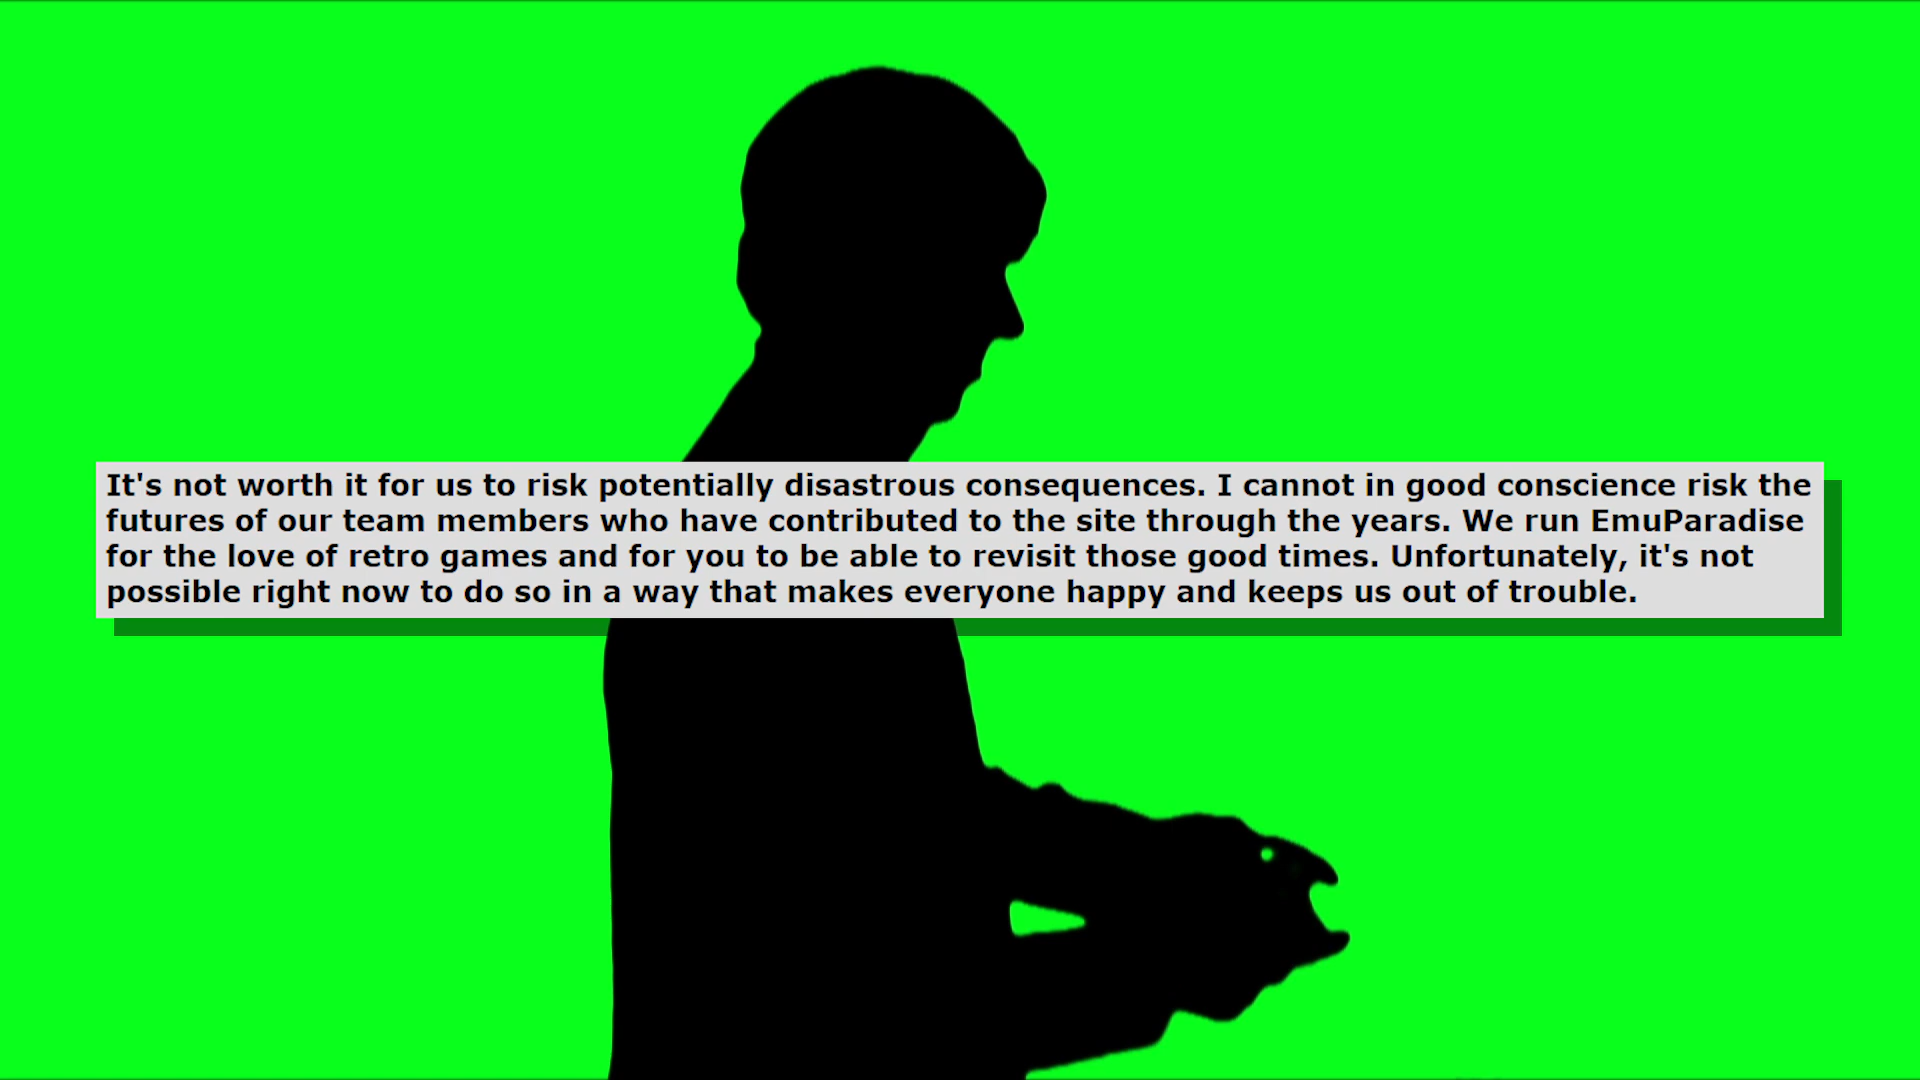 It's not worth it for us to risk potentially disastrous consequences. I cannot in good conscience risk the
futures of our team members who have contributed to the site through the years. We run EmuParadise
for the love of retro games and for you to be able to revisit those good times. Unfortunately, it's not
possible right now to do so in a way that makes everyone happy and keeps us out of trouble.